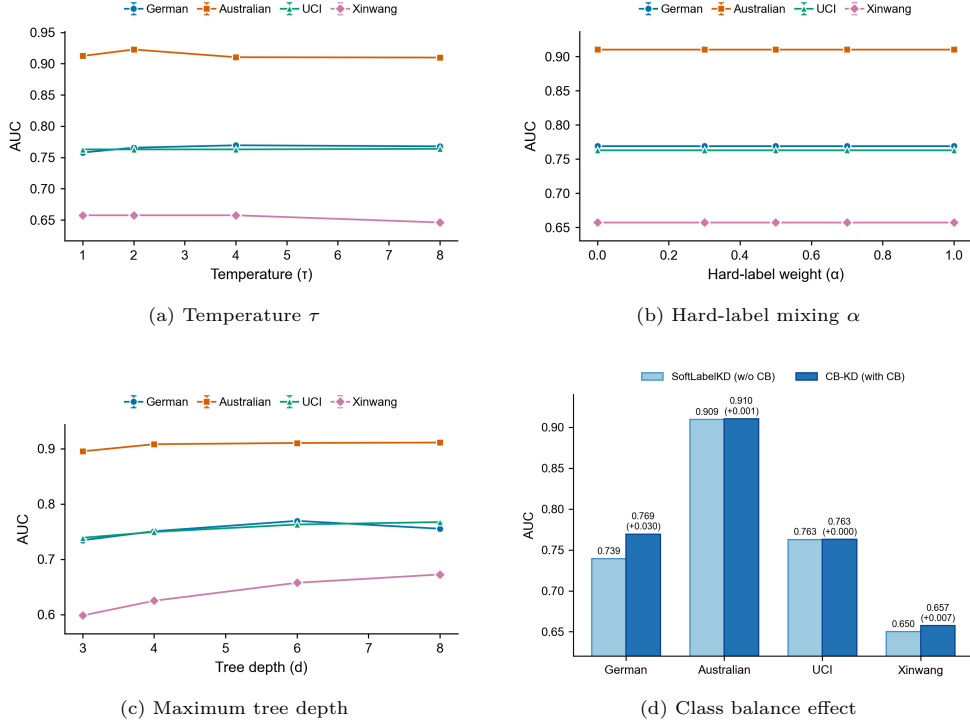 German Australian UCI Xinwang
0.95
0.90
0.85
0.80
0.75
0.70
0.65
AUC
1 2 3 4 5 6 7 8
Temperature (τ)
(a) Temperature τ
German Australian UCI Xinwang
0.90
0.85
0.80
0.75
0.70
0.65
AUC
0.0 0.2 0.4 0.6 0.8 1.0
Hard-label weight (α)
(b) Hard-label mixing α
German Australian UCI Xinwang
0.9
0.8
0.7
0.6
AUC
3 4 5 6 7 8
Tree depth (d)
(c) Maximum tree depth
SoftLabelKD (w/o CB) CB-KD (with CB)
0.90
0.85
0.80
0.75
0.70
0.65
AUC
0.739
0.769
(+0.030)
0.909
0.910
(+0.001)
0.763
0.763
(+0.000)
0.650
0.657
(+0.007)
German Australian UCI Xinwang
(d) Class balance effect